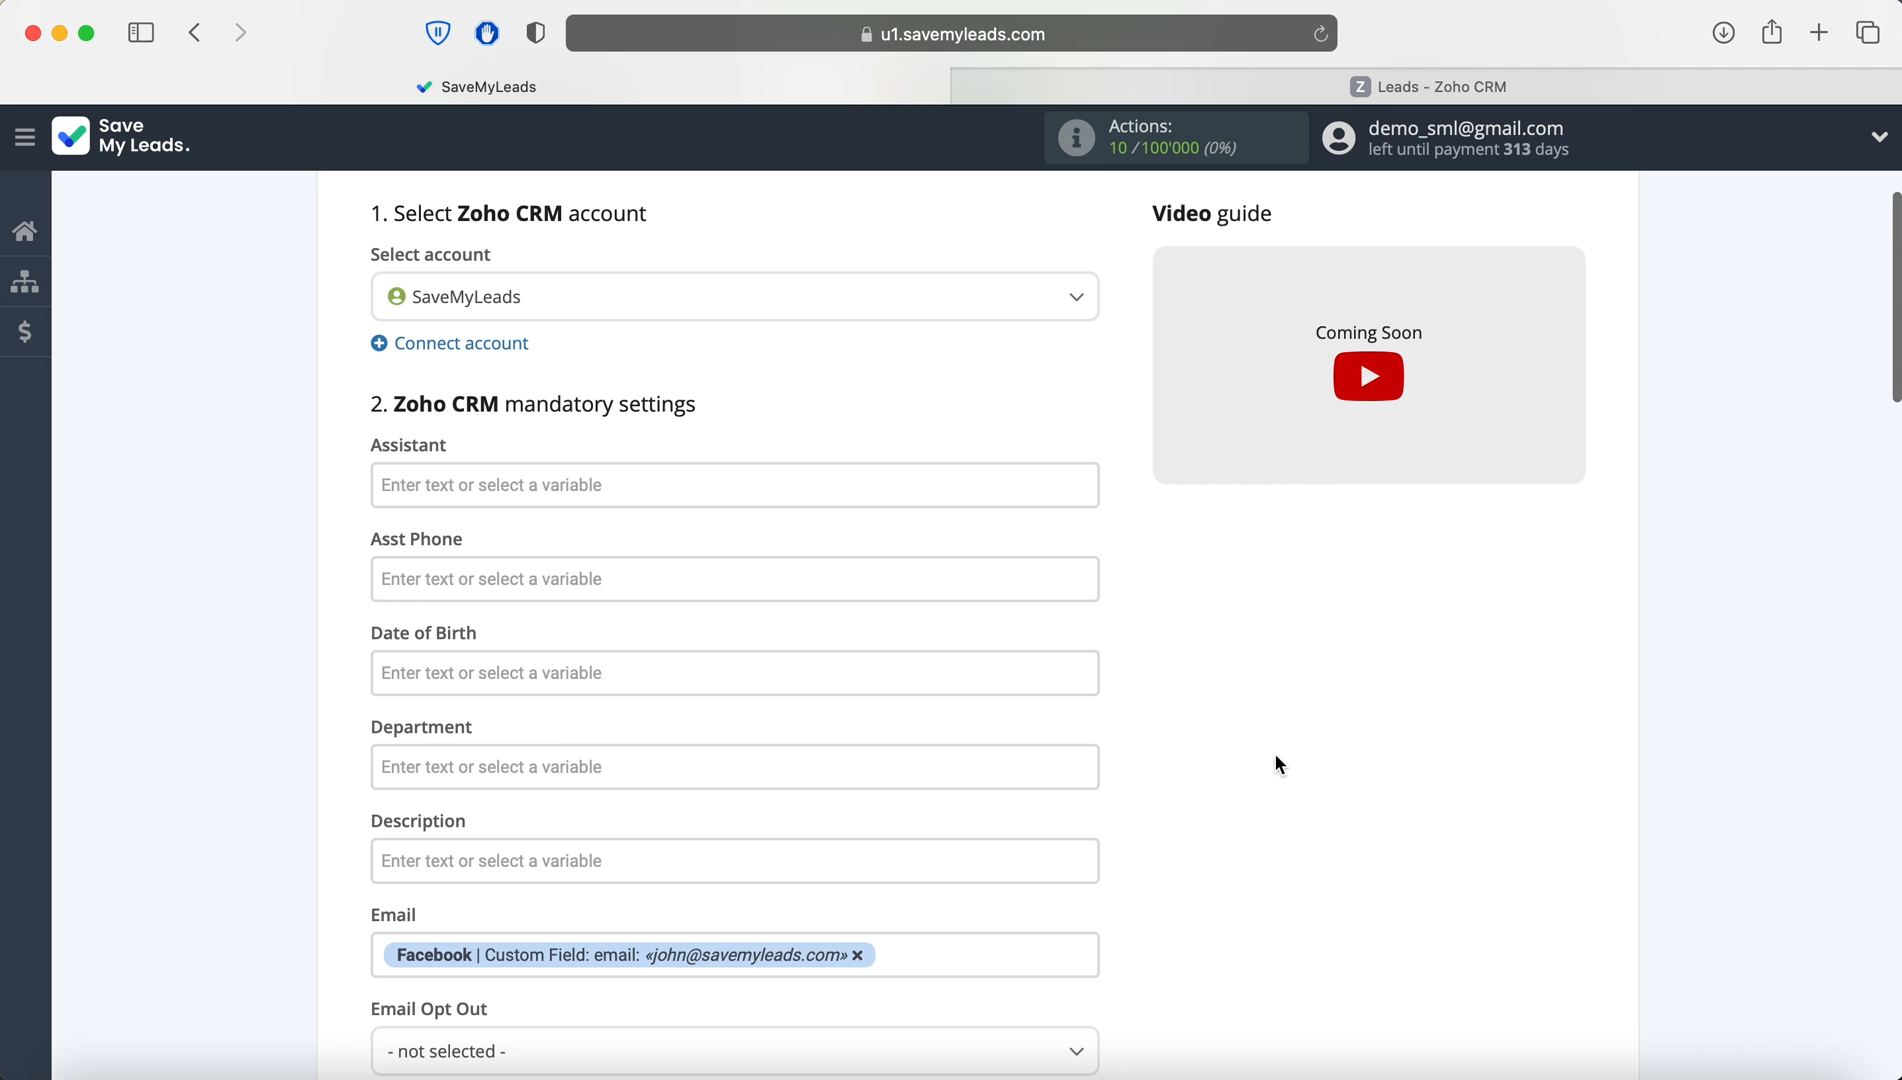 u1.savemyleads.com
SaveMyLeads
Z Leads - Zoho CRM
Save
My Leads.
Actions:
10 / 100'000 (0%)
demo_sml@gmail.com
left until payment 313 days
1. Select Zoho CRM account
Select account
SaveMyLeads
Connect account
2. Zoho CRM mandatory settings
Assistant
Enter text or select a variable
Asst Phone
Enter text or select a variable
Date of Birth
Enter text or select a variable
Department
Enter text or select a variable
Description
Enter text or select a variable
Email
Facebook | Custom Field: email: «john@savemyleads.com» ×
Email Opt Out
- not selected -
Video guide
Coming Soon